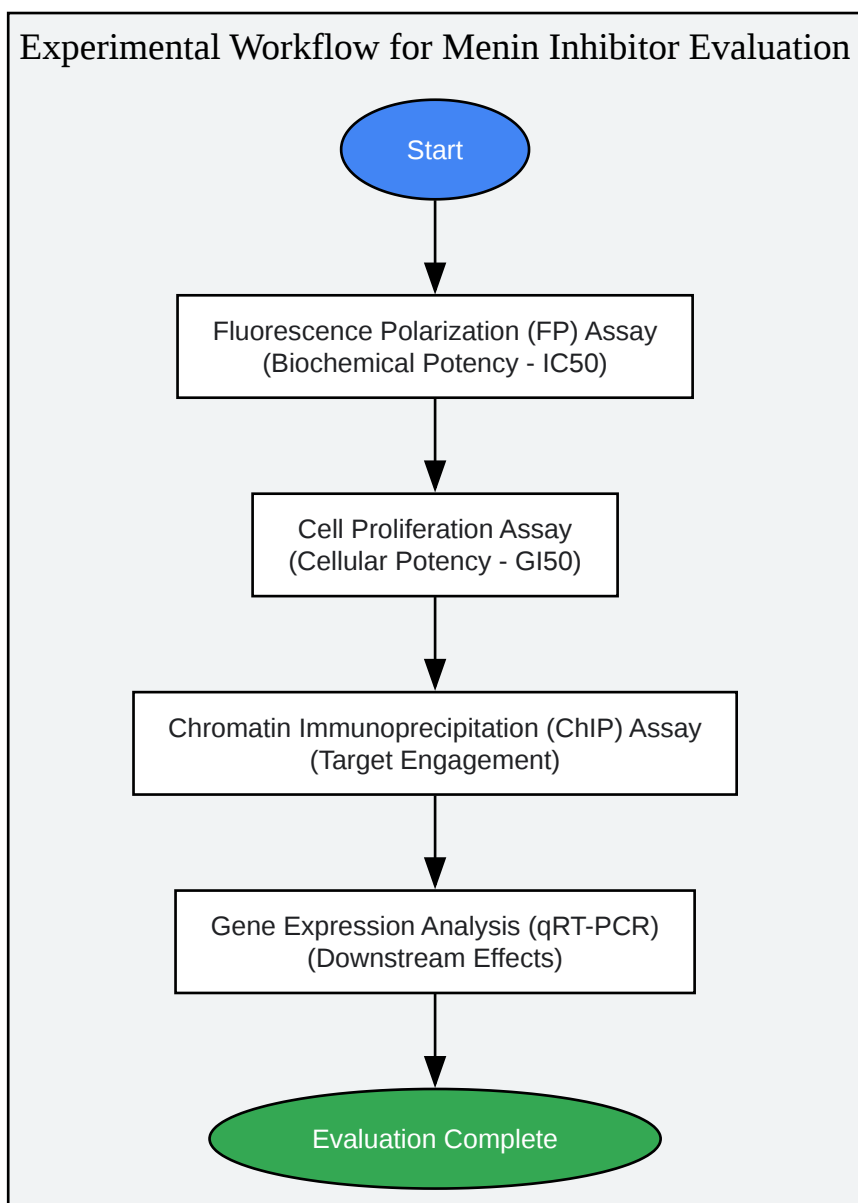 Experimental Workflow for Menin Inhibitor Evaluation
Start
Fluorescence Polarization (FP) Assay
(Biochemical Potency - IC50)
Cell Proliferation Assay
(Cellular Potency - GI50)
Chromatin Immunoprecipitation (ChIP) Assay
(Target Engagement)
Gene Expression Analysis (qRT-PCR)
(Downstream Effects)
Evaluation Complete